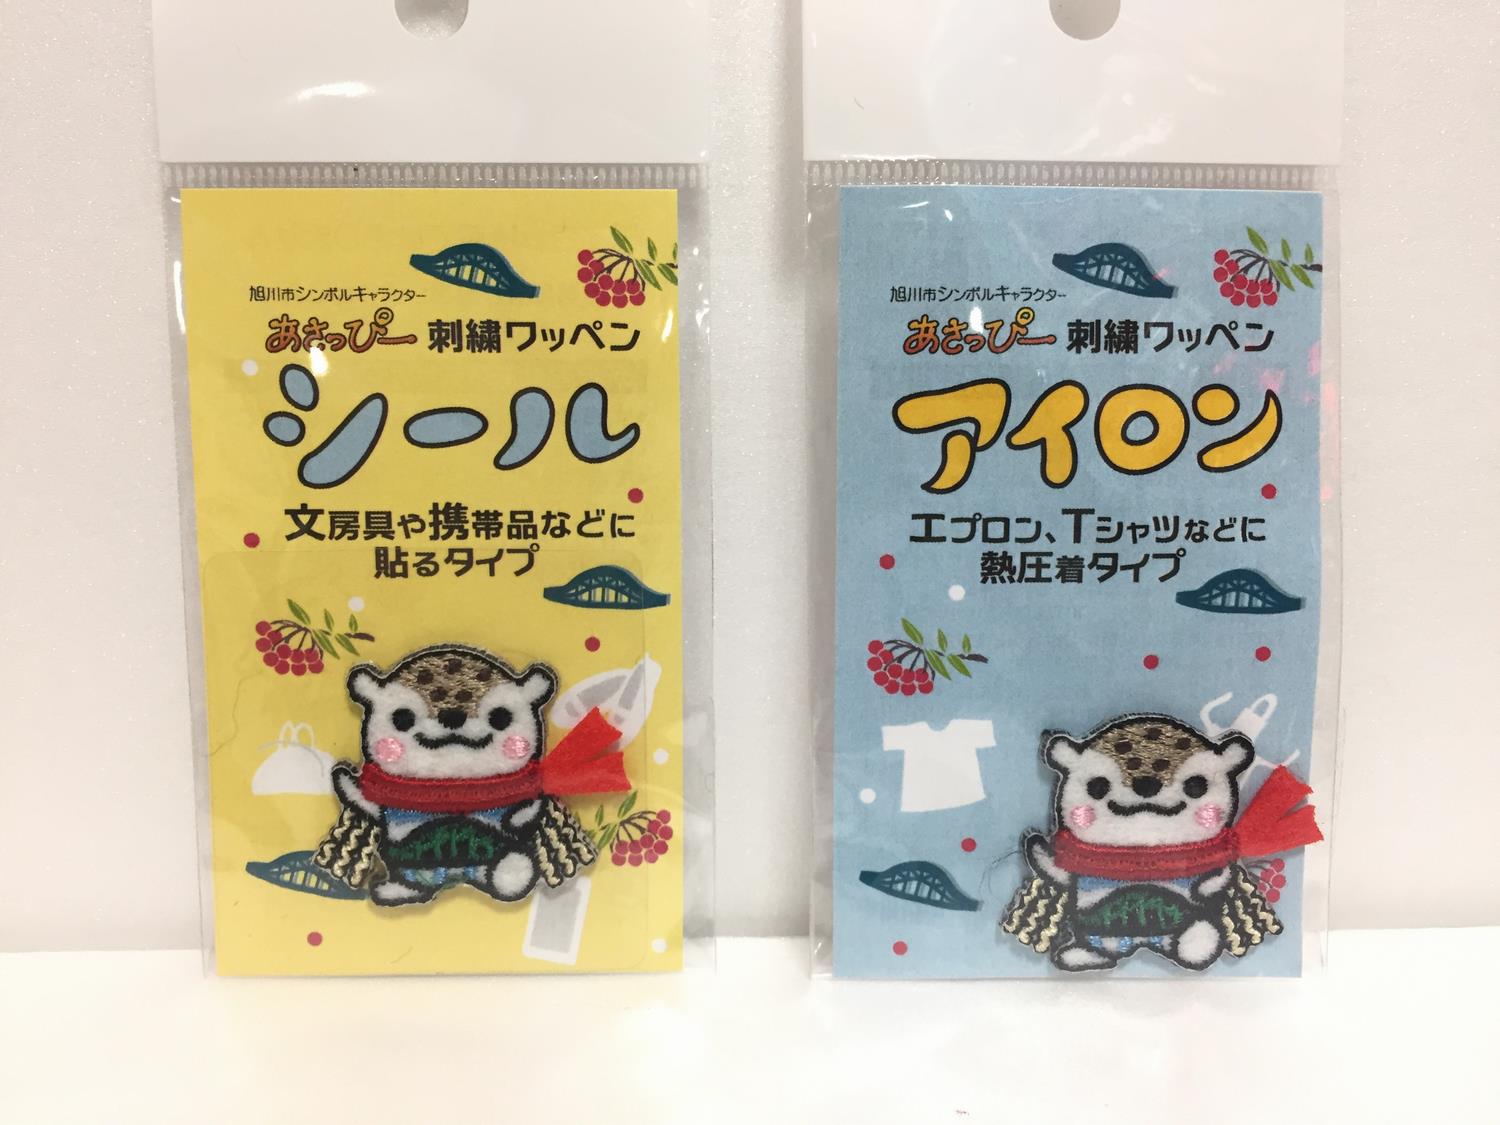 旭川市シンボルキャラクター
あさっぴー 刺繍ワッペン
シール
文房具や携帯品などに
貼るタイプ
旭川市シンボルキャラクター
あさっぴー 刺繍ワッペン
アイロン
エプロン、Tシャツなどに
熱圧着タイプ